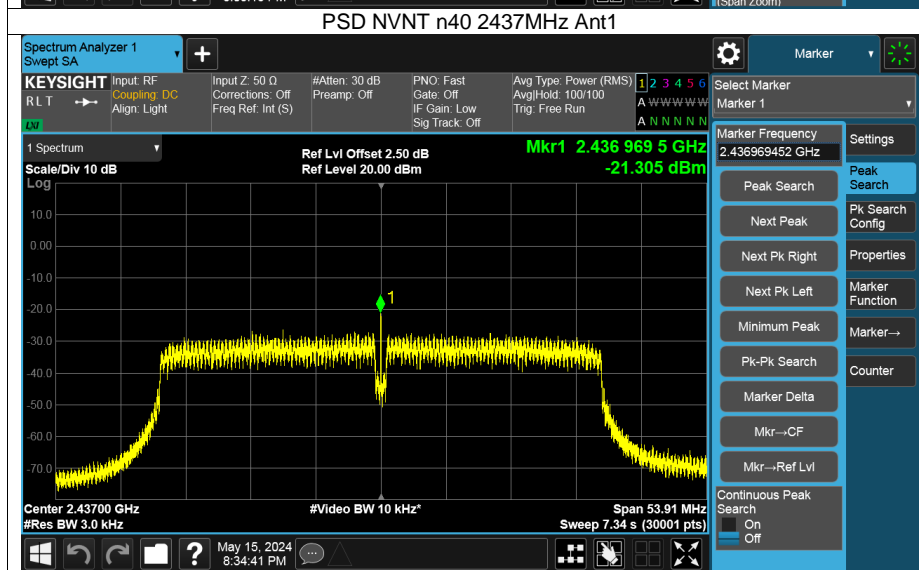 (Span Zoom)
PSD NVNT n40 2437MHz Ant1
Spectrum Analyzer 1
Swept SA
+
Marker
KEYSIGHT
RLT
LXI
Input: RF
Coupling: DC
Align: Light
Input Z: 50 Ω
Corrections: Off
Freq Ref: Int (S)
#Atten: 30 dB
Preamp: Off
PNO: Fast
Gate: Off
IF Gain: Low
Sig Track: Off
Avg Type: Power (RMS)
Avg|Hold: 100/100
Trig: Free Run
1 2 3 4 5 6
A W W W W W
A N N N N N
Select Marker
Marker 1
1 Spectrum
Scale/Div 10 dB
Log
Ref Lvl Offset 2.50 dB
Ref Level 20.00 dBm
Mkr1 2.436 969 5 GHz
-21.305 dBm
10.0
0.00
-10.0
-20.0
-30.0
-40.0
-50.0
-60.0
-70.0
1
Center 2.43700 GHz
#Res BW 3.0 kHz
#Video BW 10 kHz*
Span 53.91 MHz
Sweep 7.34 s (30001 pts)
Marker Frequency
2.436969452 GHz
Peak Search
Next Peak
Next Pk Right
Next Pk Left
Minimum Peak
Pk-Pk Search
Marker Delta
Mkr→CF
Mkr→Ref Lvl
Continuous Peak
Search
On
Off
Settings
Peak
Search
Pk Search
Config
Properties
Marker
Function
Marker→
Counter
?
May 15, 2024
8:34:41 PM